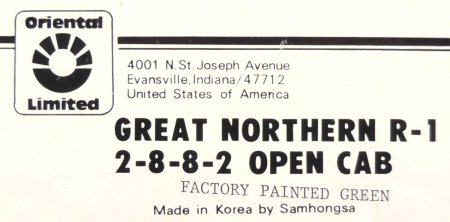 Oriental
Limited
4001 N. St. Joseph Avenue
Evansville, Indiana/47712
United States of America
GREAT NORTHERN R-1
2-8-8-2 OPEN CAB
FACTORY PAINTED GREEN
Made in Korea by Samhongsa